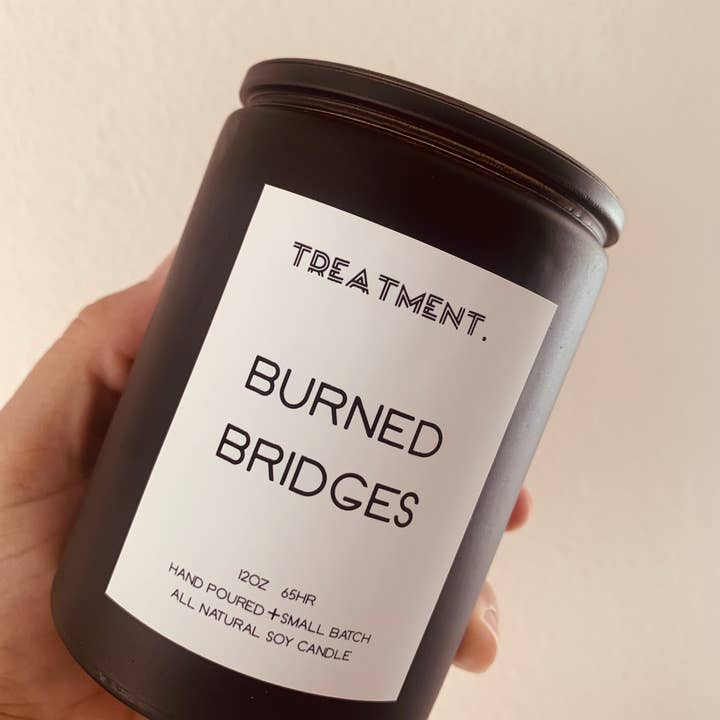 TREATMENT.
BURNED
BRIDGES
12OZ 65HR
HAND POURED + SMALL BATCH
ALL NATURAL SOY CANDLE